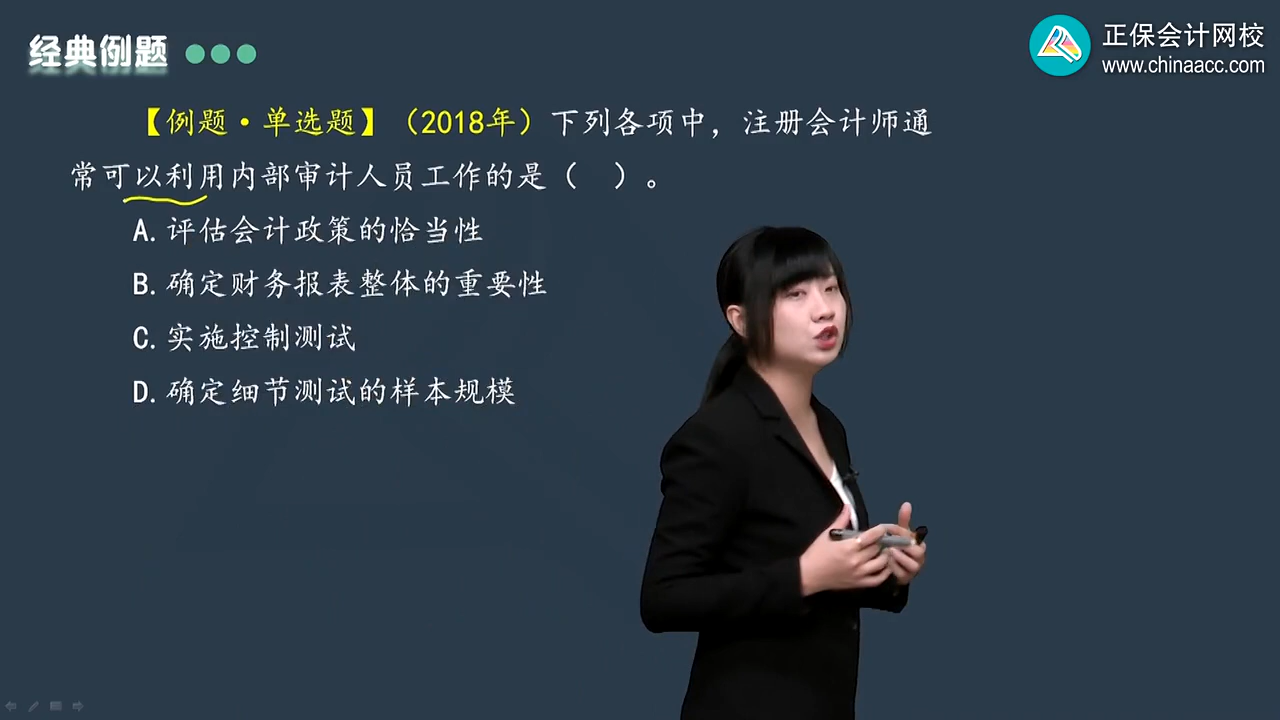 经典例题
正保会计网校
www.chinaacc.com
【例题·单选题】（2018年）下列各项中，注册会计师通
常可以利用内部审计人员工作的是（ ）。
A.评估会计政策的恰当性
B.确定财务报表整体的重要性
C.实施控制测试
D.确定细节测试的样本规模